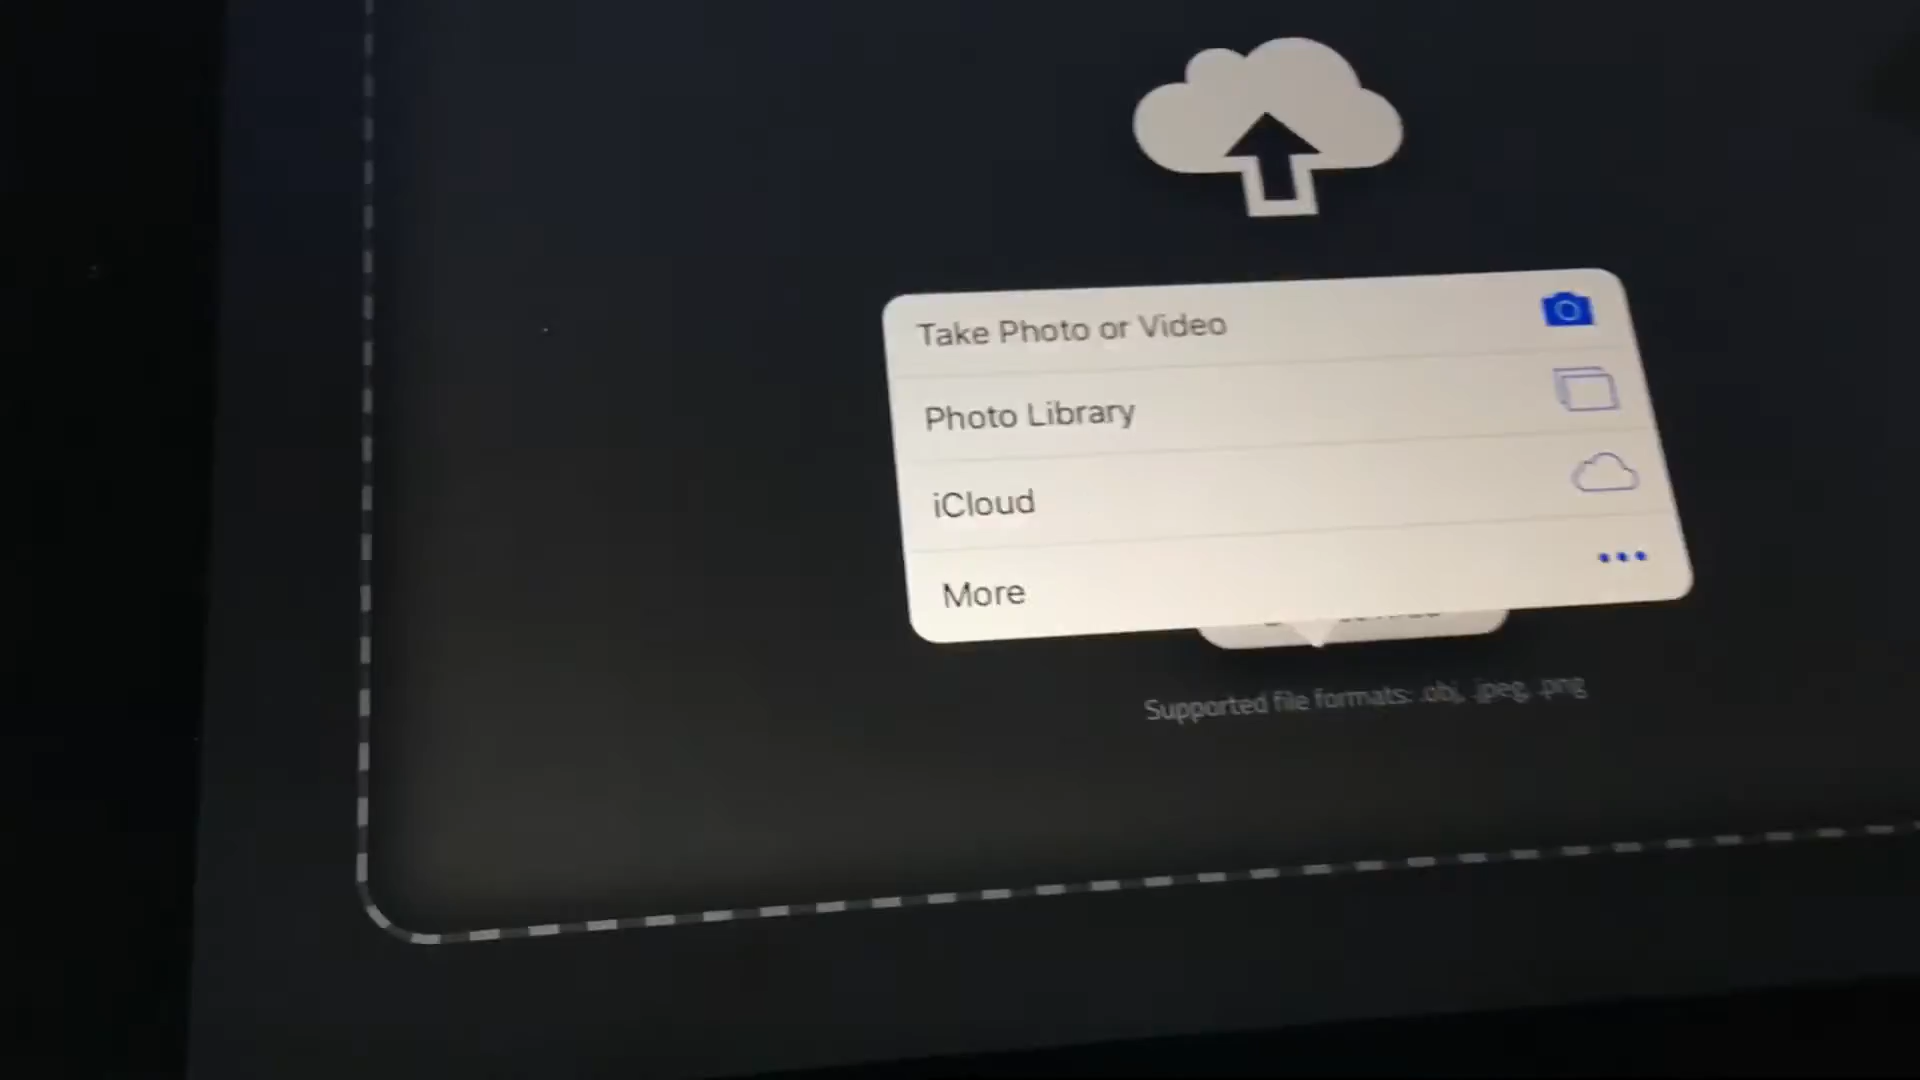 Take Photo or Video
Photo Library
iCloud
More
Supported file formats: .obj, .jpeg, .png